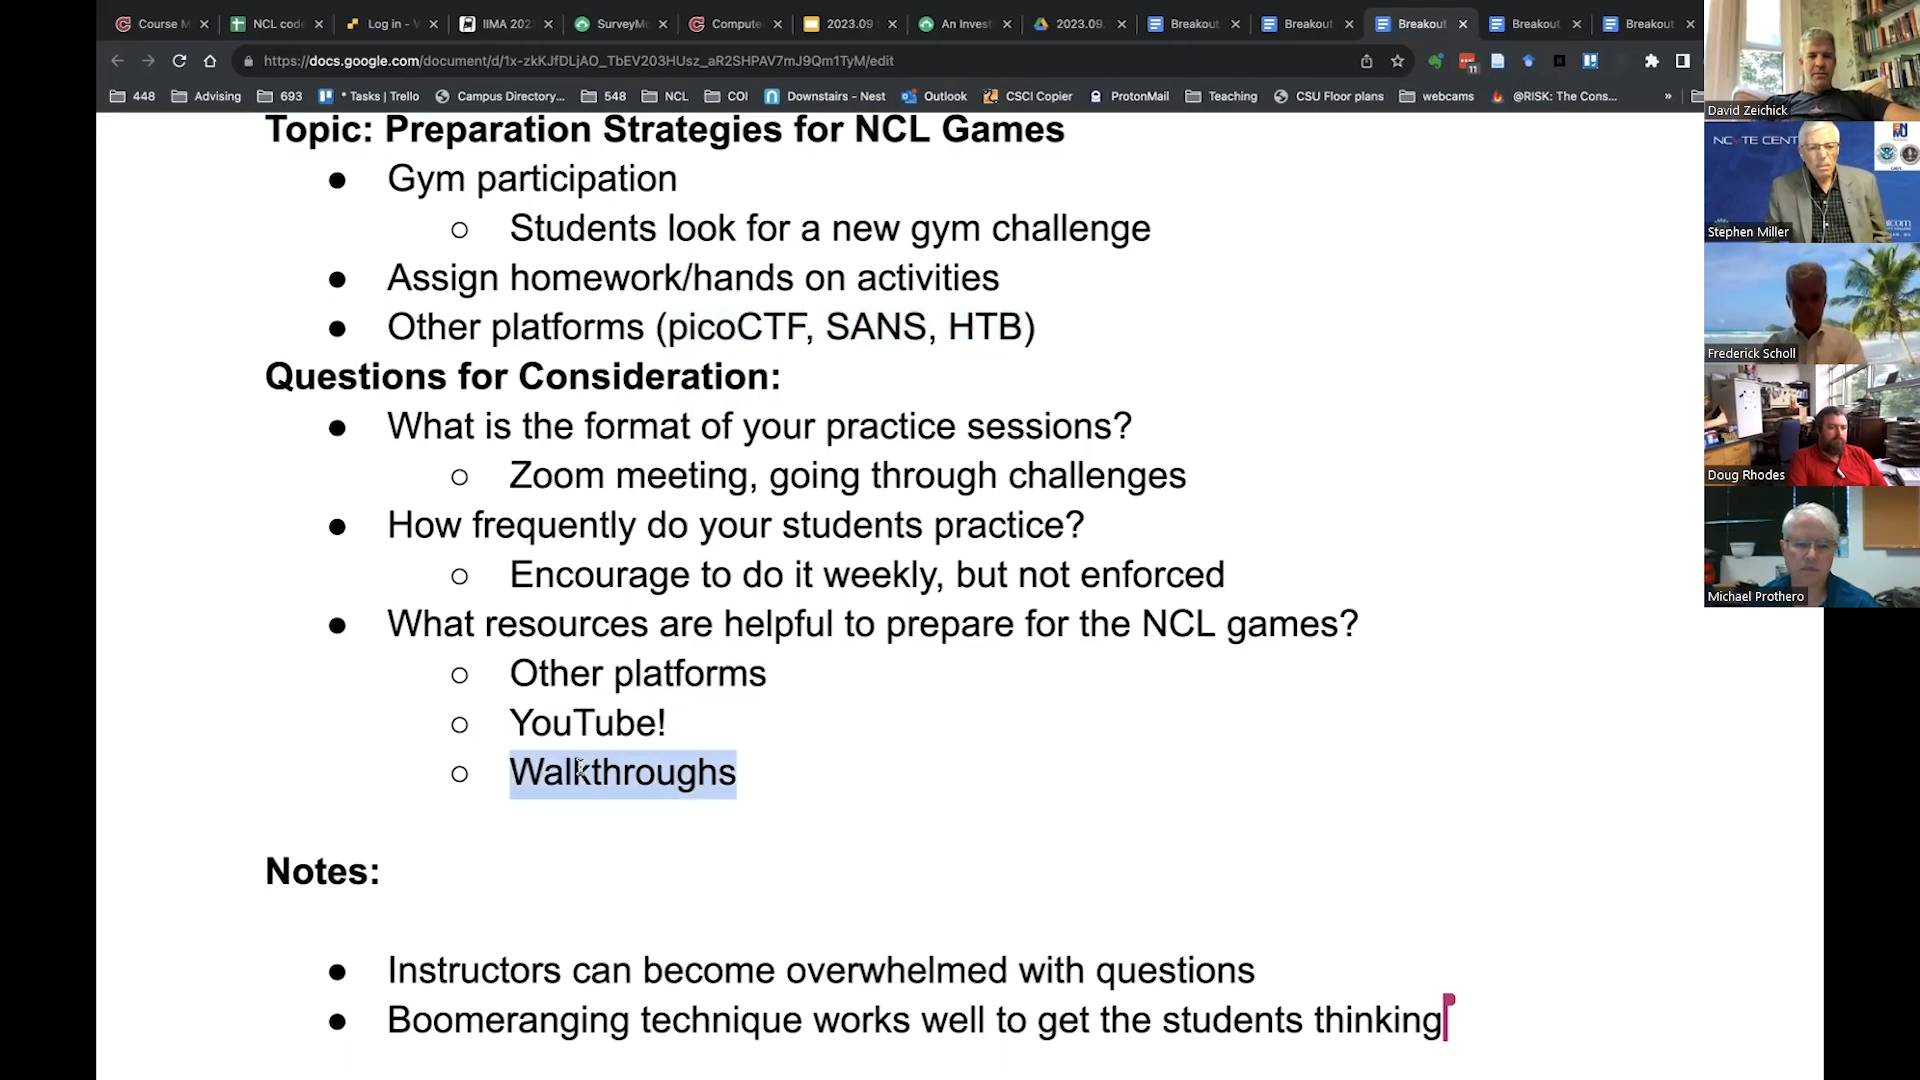 Course M
NCL code
Log in - V
IIMA 202
SurveyMo
Compute
2023.09
An Invest
2023.09.
Breakout
Breakout
Breakout
Breakout
Breakout
https://docs.google.com/document/d/1x-zkKJfDLjAO_TbEV203HUsz_aR2SHPAV7mJ9Qm1TyM/edit
11
448
Advising
693
* Tasks | Trello
Campus Directory...
548
NCL
COI
Downstairs - Nest
Outlook
CSCI Copier
ProtonMail
Teaching
CSU Floor plans
webcams
@RISK: The Cons...
»
Topic: Preparation Strategies for NCL Games
● Gym participation
○ Students look for a new gym challenge
● Assign homework/hands on activities
● Other platforms (picoCTF, SANS, HTB)
Questions for Consideration:
● What is the format of your practice sessions?
○ Zoom meeting, going through challenges
● How frequently do your students practice?
○ Encourage to do it weekly, but not enforced
● What resources are helpful to prepare for the NCL games?
○ Other platforms
○ YouTube!
○ Walkthroughs
Notes:
● Instructors can become overwhelmed with questions
● Boomeranging technique works well to get the students thinking
David Zeichick
Stephen Miller
Frederick Scholl
Doug Rhodes
Michael Prothero